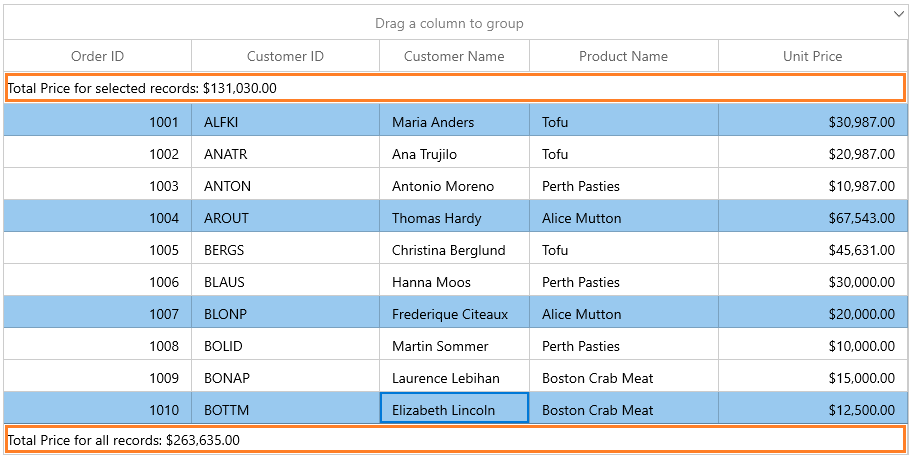 Drag a column to group
Order ID Customer ID Customer Name Product Name Unit Price
Total Price for selected records: $131,030.00
1001 ALFKI Maria Anders Tofu $30,987.00
1002 ANATR Ana Trujilo Tofu $20,987.00
1003 ANTON Antonio Moreno Perth Pasties $10,987.00
1004 AROUT Thomas Hardy Alice Mutton $67,543.00
1005 BERGS Christina Berglund Tofu $45,631.00
1006 BLAUS Hanna Moos Perth Pasties $30,000.00
1007 BLONP Frederique Citeaux Alice Mutton $20,000.00
1008 BOLID Martin Sommer Perth Pasties $10,000.00
1009 BONAP Laurence Lebihan Boston Crab Meat $15,000.00
1010 BOTTM Elizabeth Lincoln Boston Crab Meat $12,500.00
Total Price for all records: $263,635.00